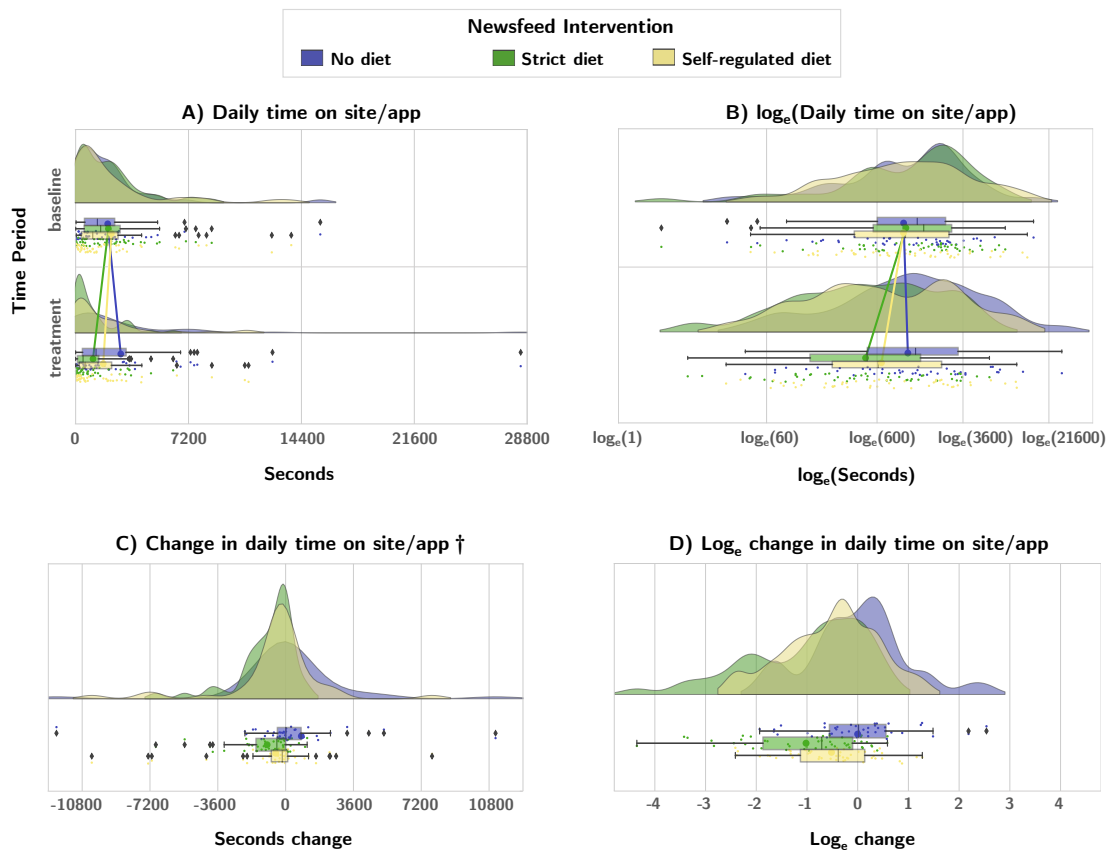 Newsfeed Intervention
No diet
Strict diet
Self-regulated diet
A) Daily time on site/app
B) logₑ(Daily time on site/app)
Time Period
baseline
treatment
0
7200
14400
21600
28800
Seconds
logₑ(1)
logₑ(60)
logₑ(600)
logₑ(3600)
logₑ(21600)
logₑ(Seconds)
C) Change in daily time on site/app †
D) Logₑ change in daily time on site/app
-10800
-7200
-3600
0
3600
7200
10800
Seconds change
-4
-3
-2
-1
0
1
2
3
4
Logₑ change